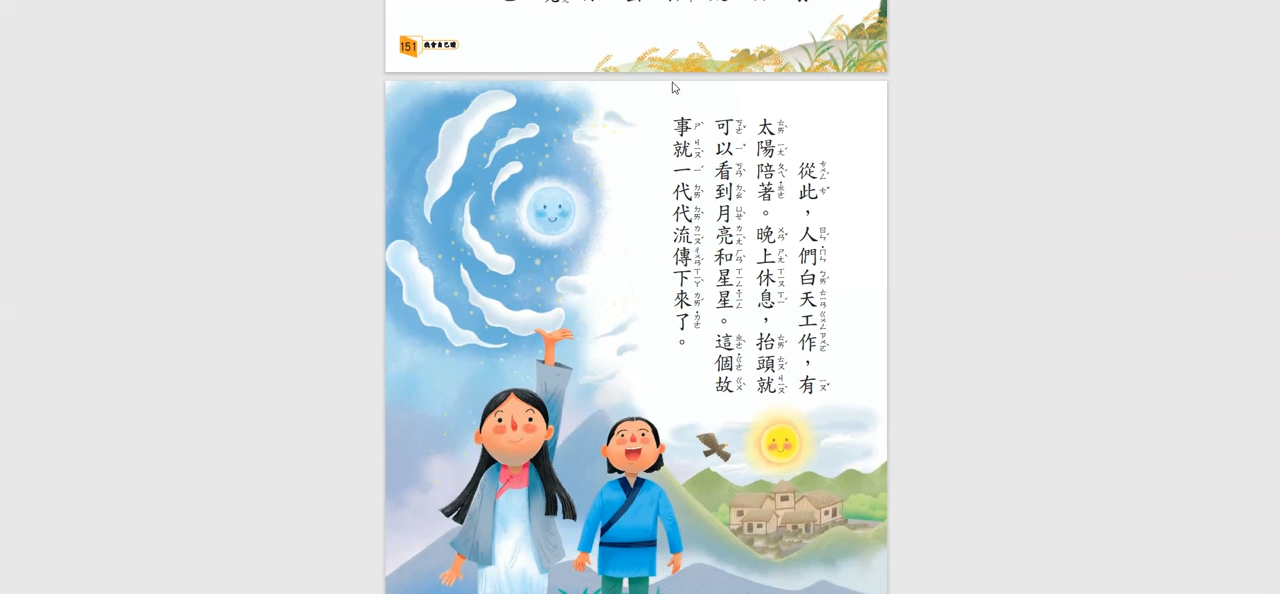 151 我會自己讀
從此，人們白天工作，有
太陽陪著。晚上休息，抬頭就
可以看到月亮和星星。這個故
事就一代代流傳下來了。